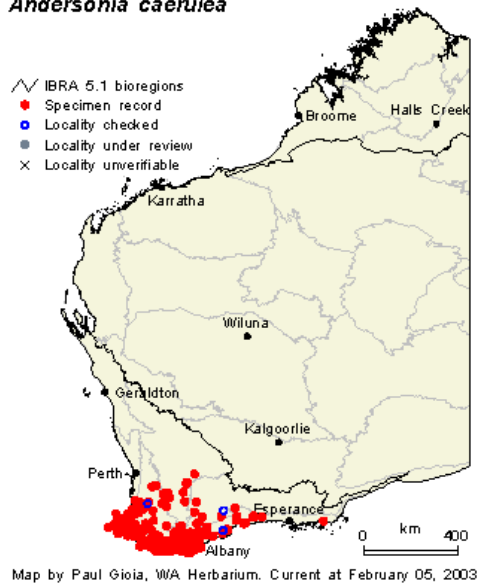 Andersonia caerulea
IBRA 5.1 bioregions
Specimen record
Locality checked
Locality under review
Locality unverifiable
Broome
Halls Creek
Karratha
Wiluna
Geraldton
Kalgoorlie
Perth
Esperance
Albany
km
0 400
Map by Paul Gioia, WA Herbarium. Current at February 05, 2003